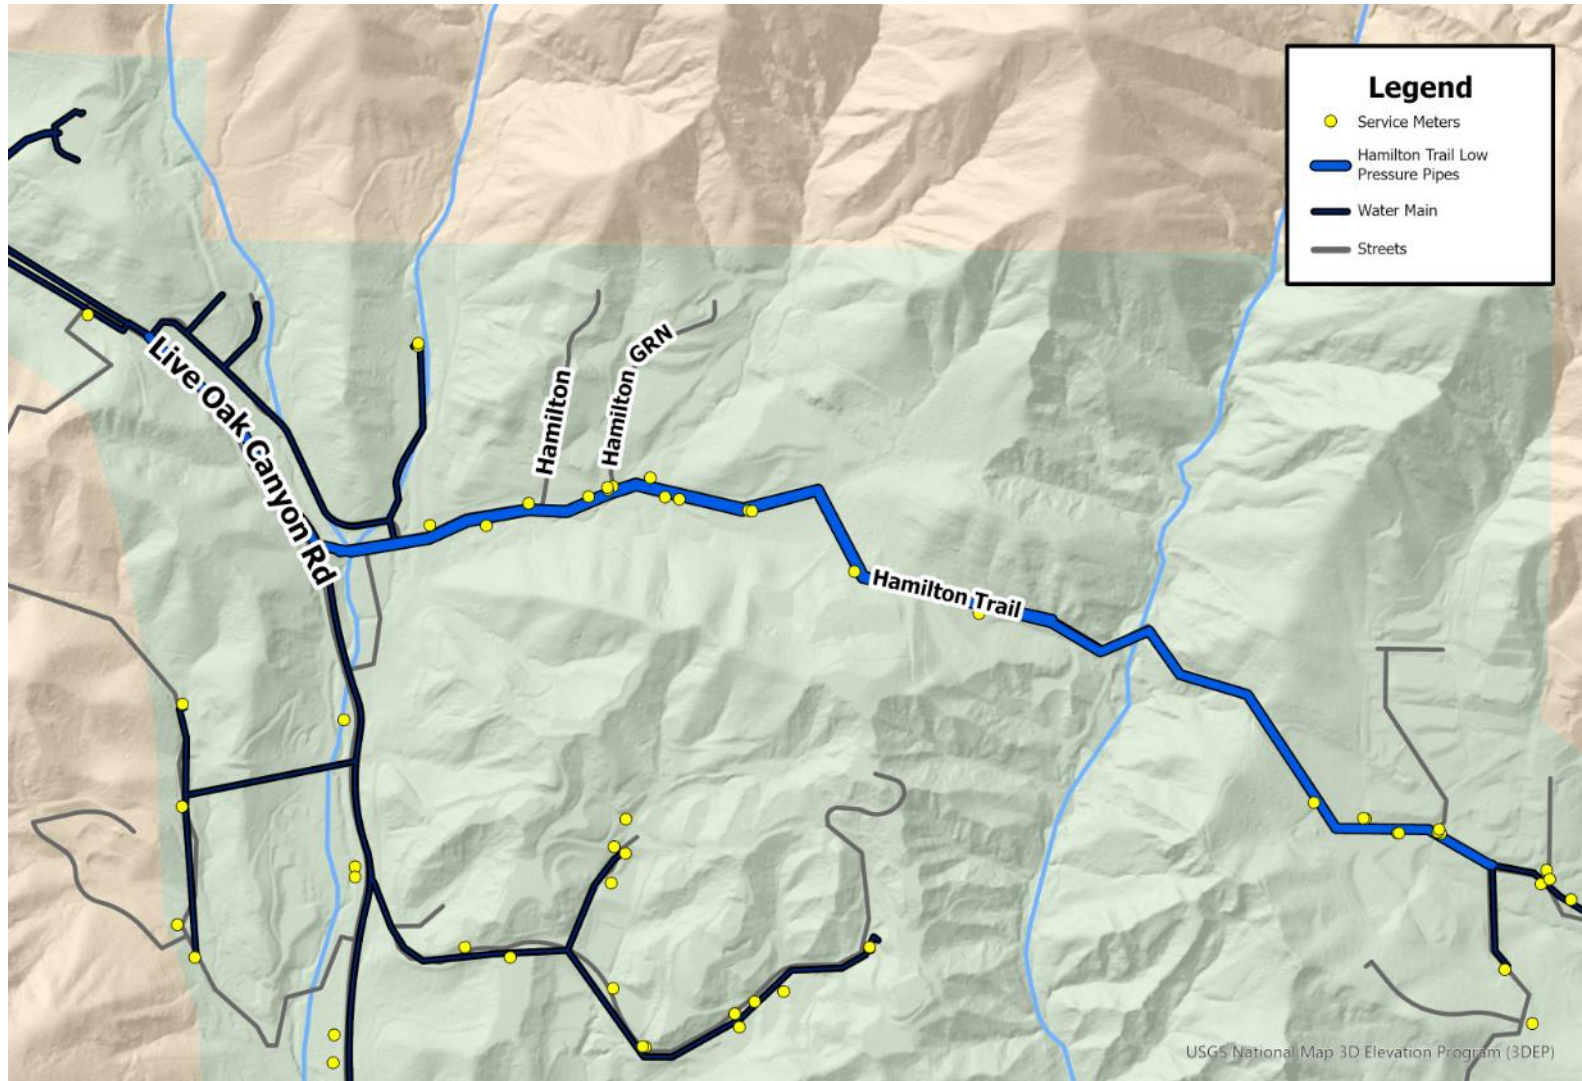 Legend
Service Meters
Hamilton Trail Low
Pressure Pipes
Water Main
Streets
Live Oak Canyon Rd
Hamilton
Hamilton GRN
Hamilton Trail
USGS National Map 3D Elevation Program (3DEP)